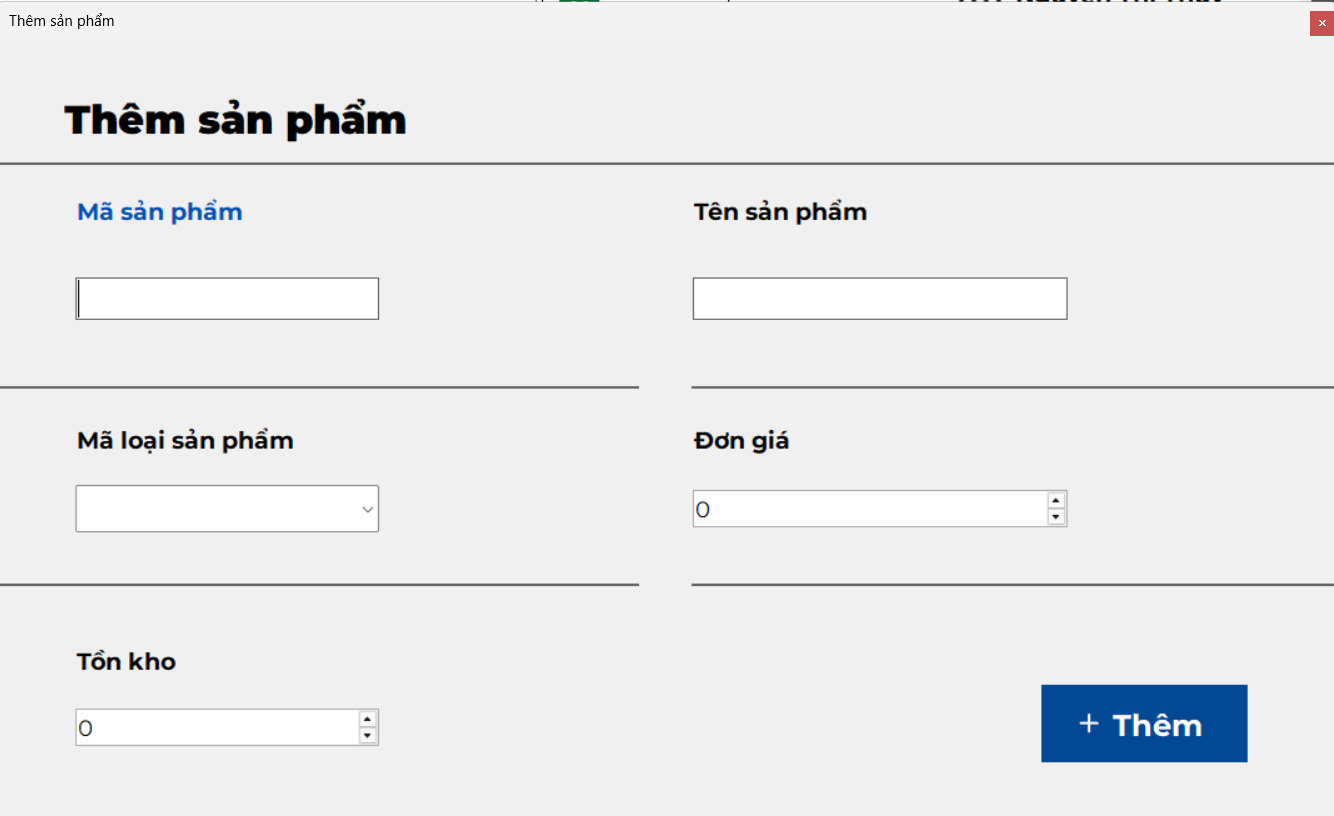 Thêm sản phẩm
Thêm sản phẩm
Mã sản phẩm
Tên sản phẩm
Mã loại sản phẩm
Đơn giá
0
Tồn kho
0
+ Thêm